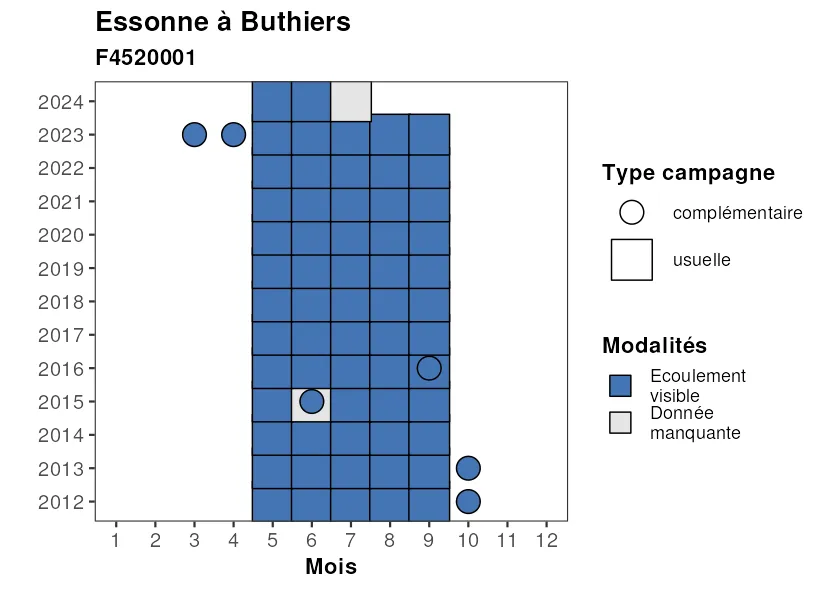 Essonne à Buthiers
F4520001
2024
2023
2022
2021
2020
2019
2018
2017
2016
2015
2014
2013
2012
1 2 3 4 5 6 7 8 9 10 11 12
Mois
Type campagne
complémentaire
usuelle
Modalités
Ecoulement
visible
Donnée
manquante